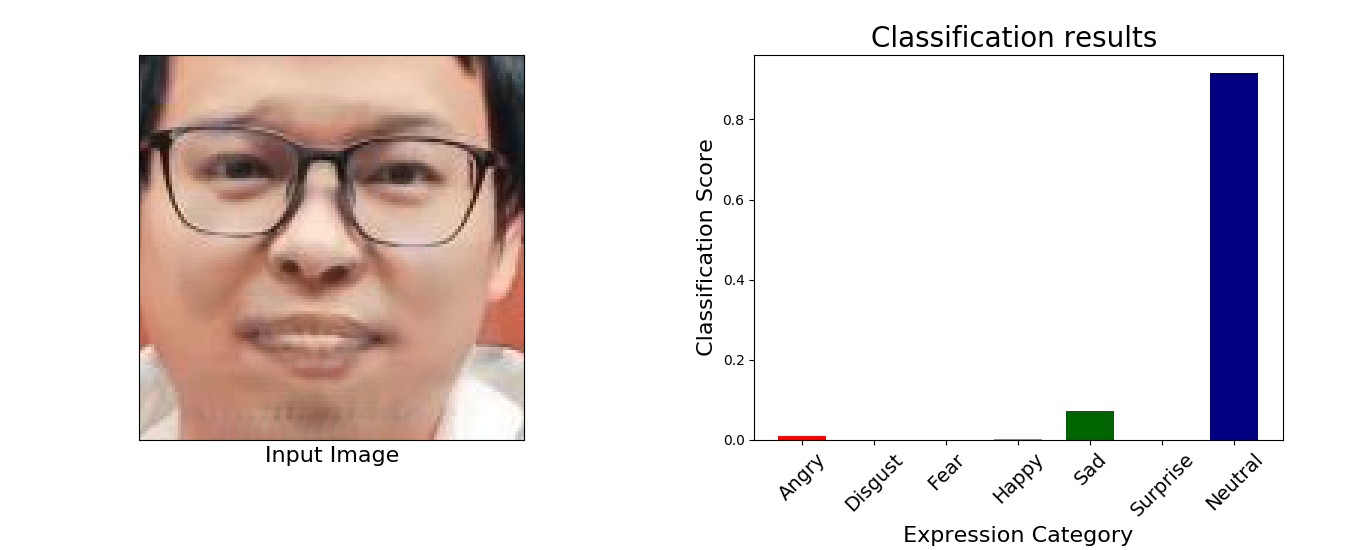 Input Image
Classification results
Classification Score
0.8
0.6
0.4
0.2
0.0
Angry
Disgust
Fear
Happy
Sad
Surprise
Neutral
Expression Category